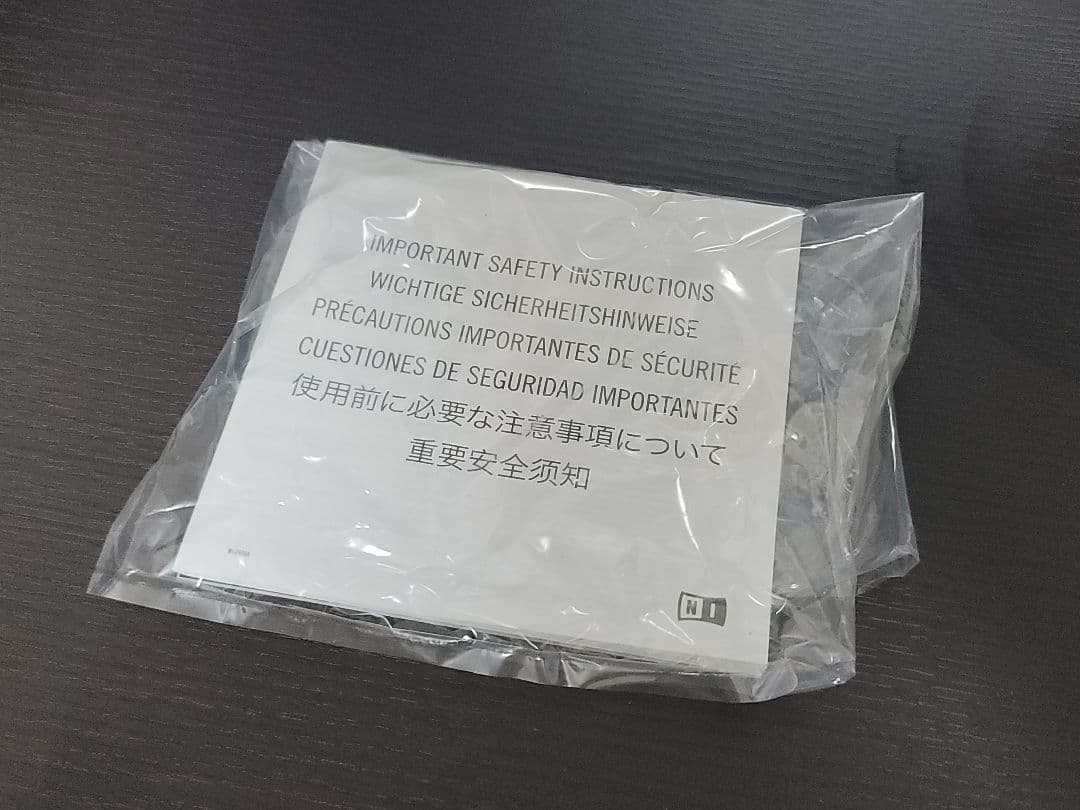 IMPORTANT SAFETY INSTRUCTIONS
WICHTIGE SICHERHEITSHINWEISE
PRÉCAUTIONS IMPORTANTES DE SÉCURITÉ
CUESTIONES DE SEGURIDAD IMPORTANTES
使用前に必要な注意事項について
重要安全须知
NI